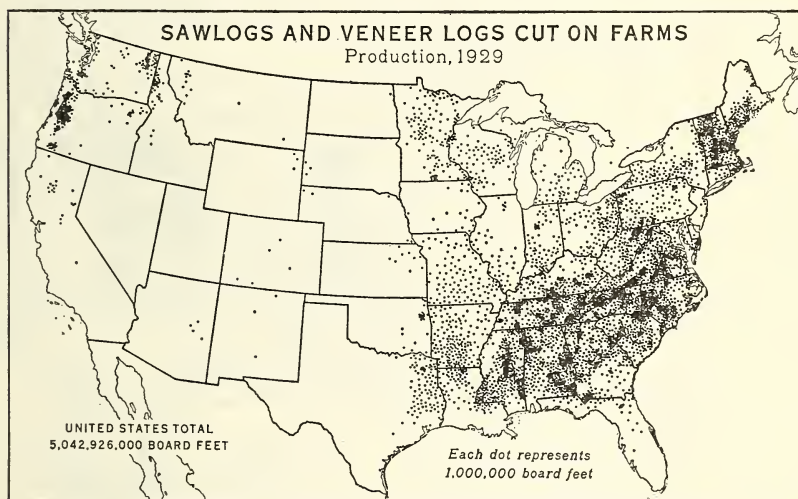 SAWLOGS AND VENEER LOGS CUT ON FARMS
Production, 1929
UNITED STATES TOTAL
5,042,926,000 BOARD FEET
Each dot represents
1,000,000 board feet